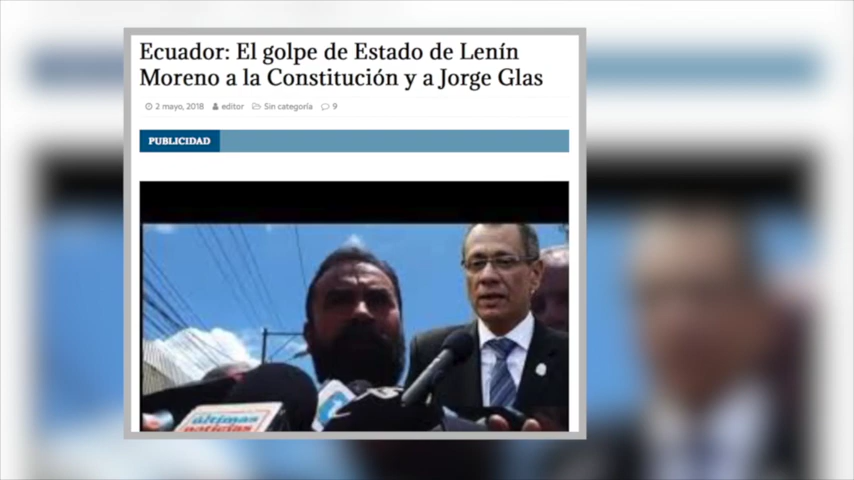 Ecuador: El golpe de Estado de Lenín
Moreno a la Constitución y a Jorge Glas
2 mayo, 2018 editor Sin categoría 9
PUBLICIDAD
últimas
noticias